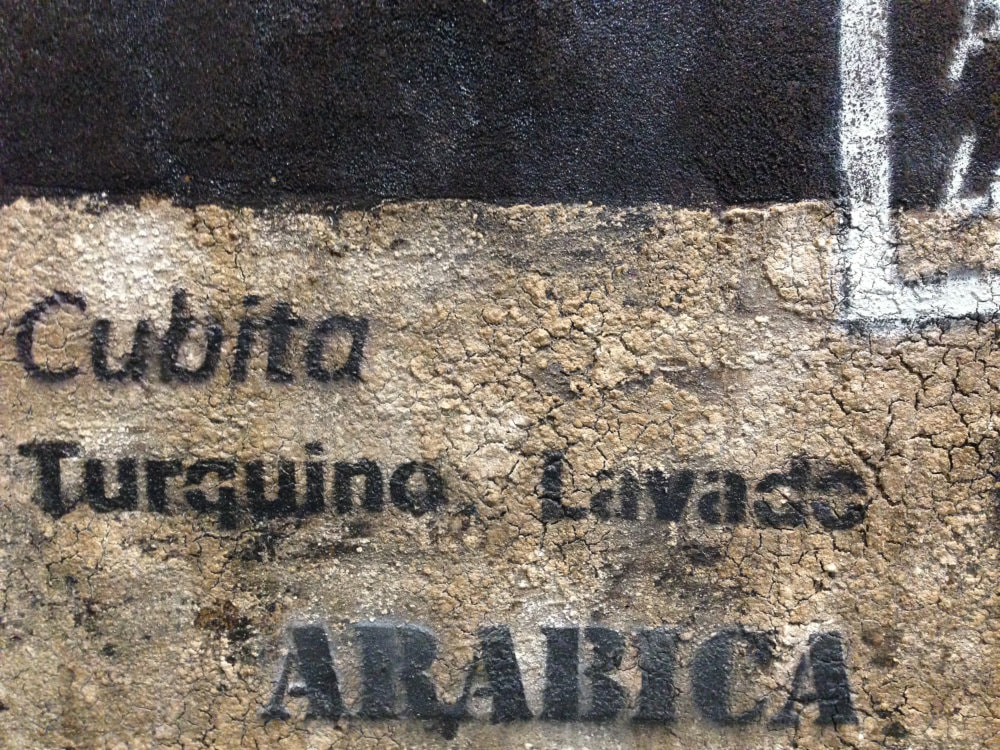 Cubita
Turquino, Lavado
ARABICA